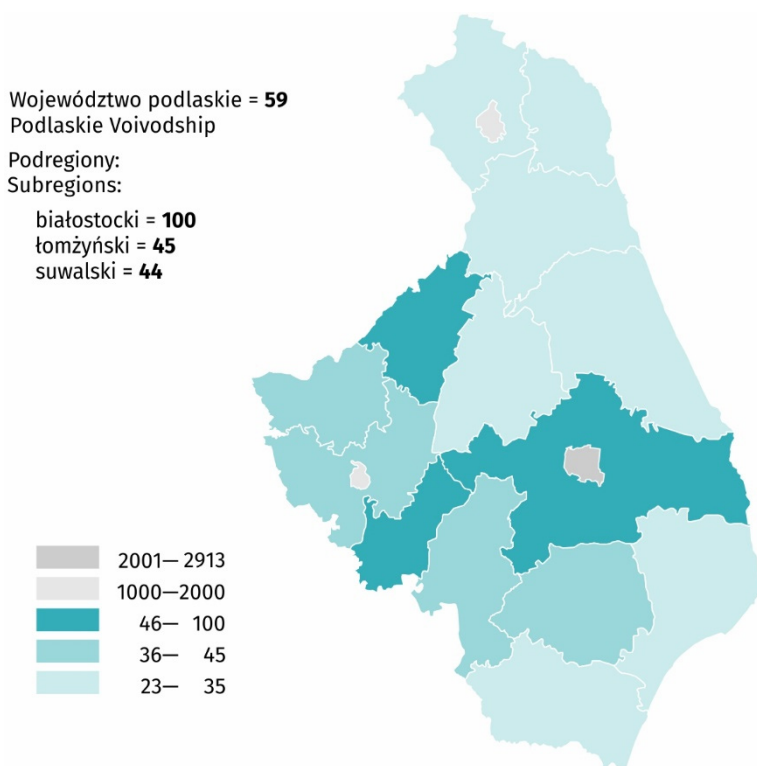 Województwo podlaskie = 59
Podlaskie Voivodship
Podregiony:
Subregions:
białostocki = 100
łomżyński = 45
suwalski = 44
2001— 2913
1000—2000
46— 100
36— 45
23— 35